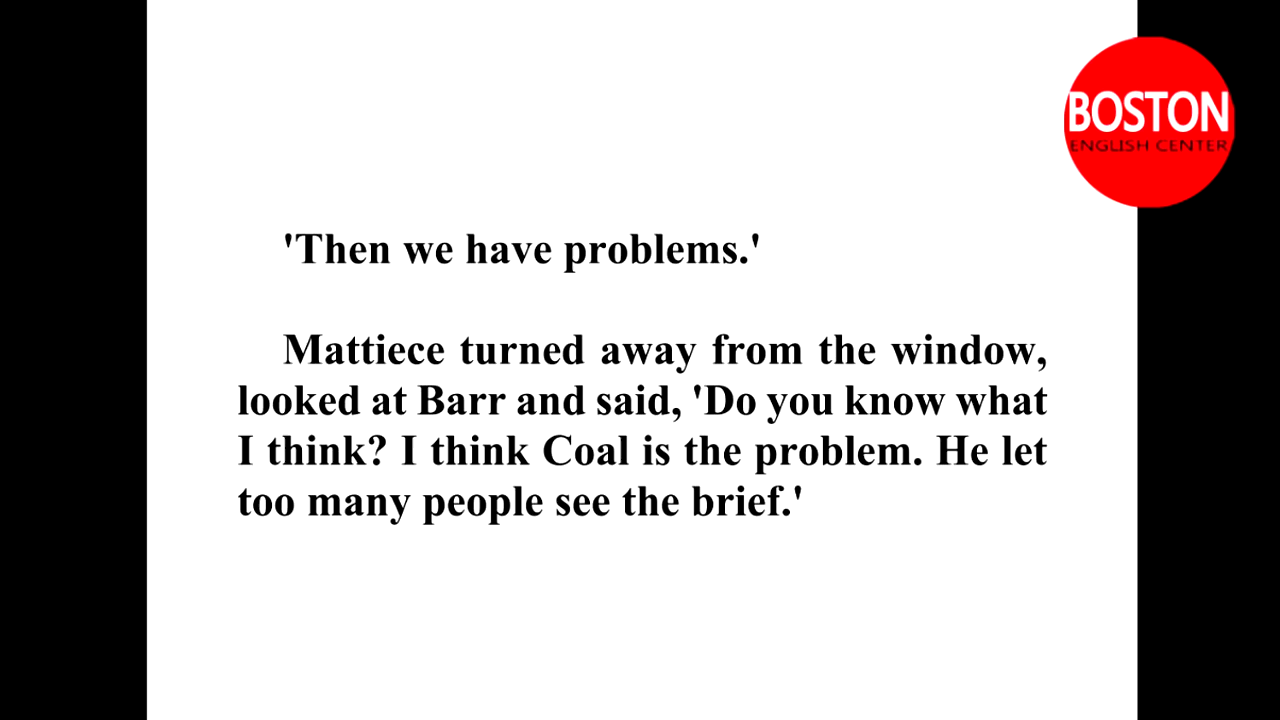 BOSTON
ENGLISH CENTER
'Then we have problems.'
Mattiece turned away from the window,
looked at Barr and said, 'Do you know what
I think? I think Coal is the problem. He let
too many people see the brief.'